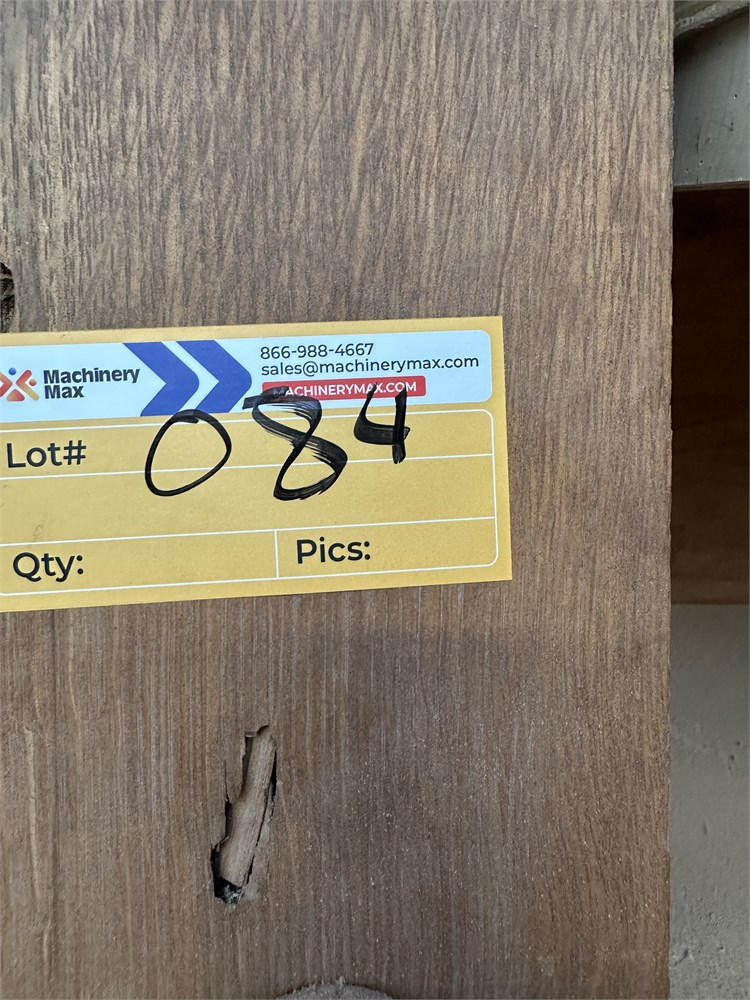 Machinery
Max
866-988-4667
sales@machinerymax.com
MACHINERYMAX.COM
Lot# 084
Qty:
Pics: